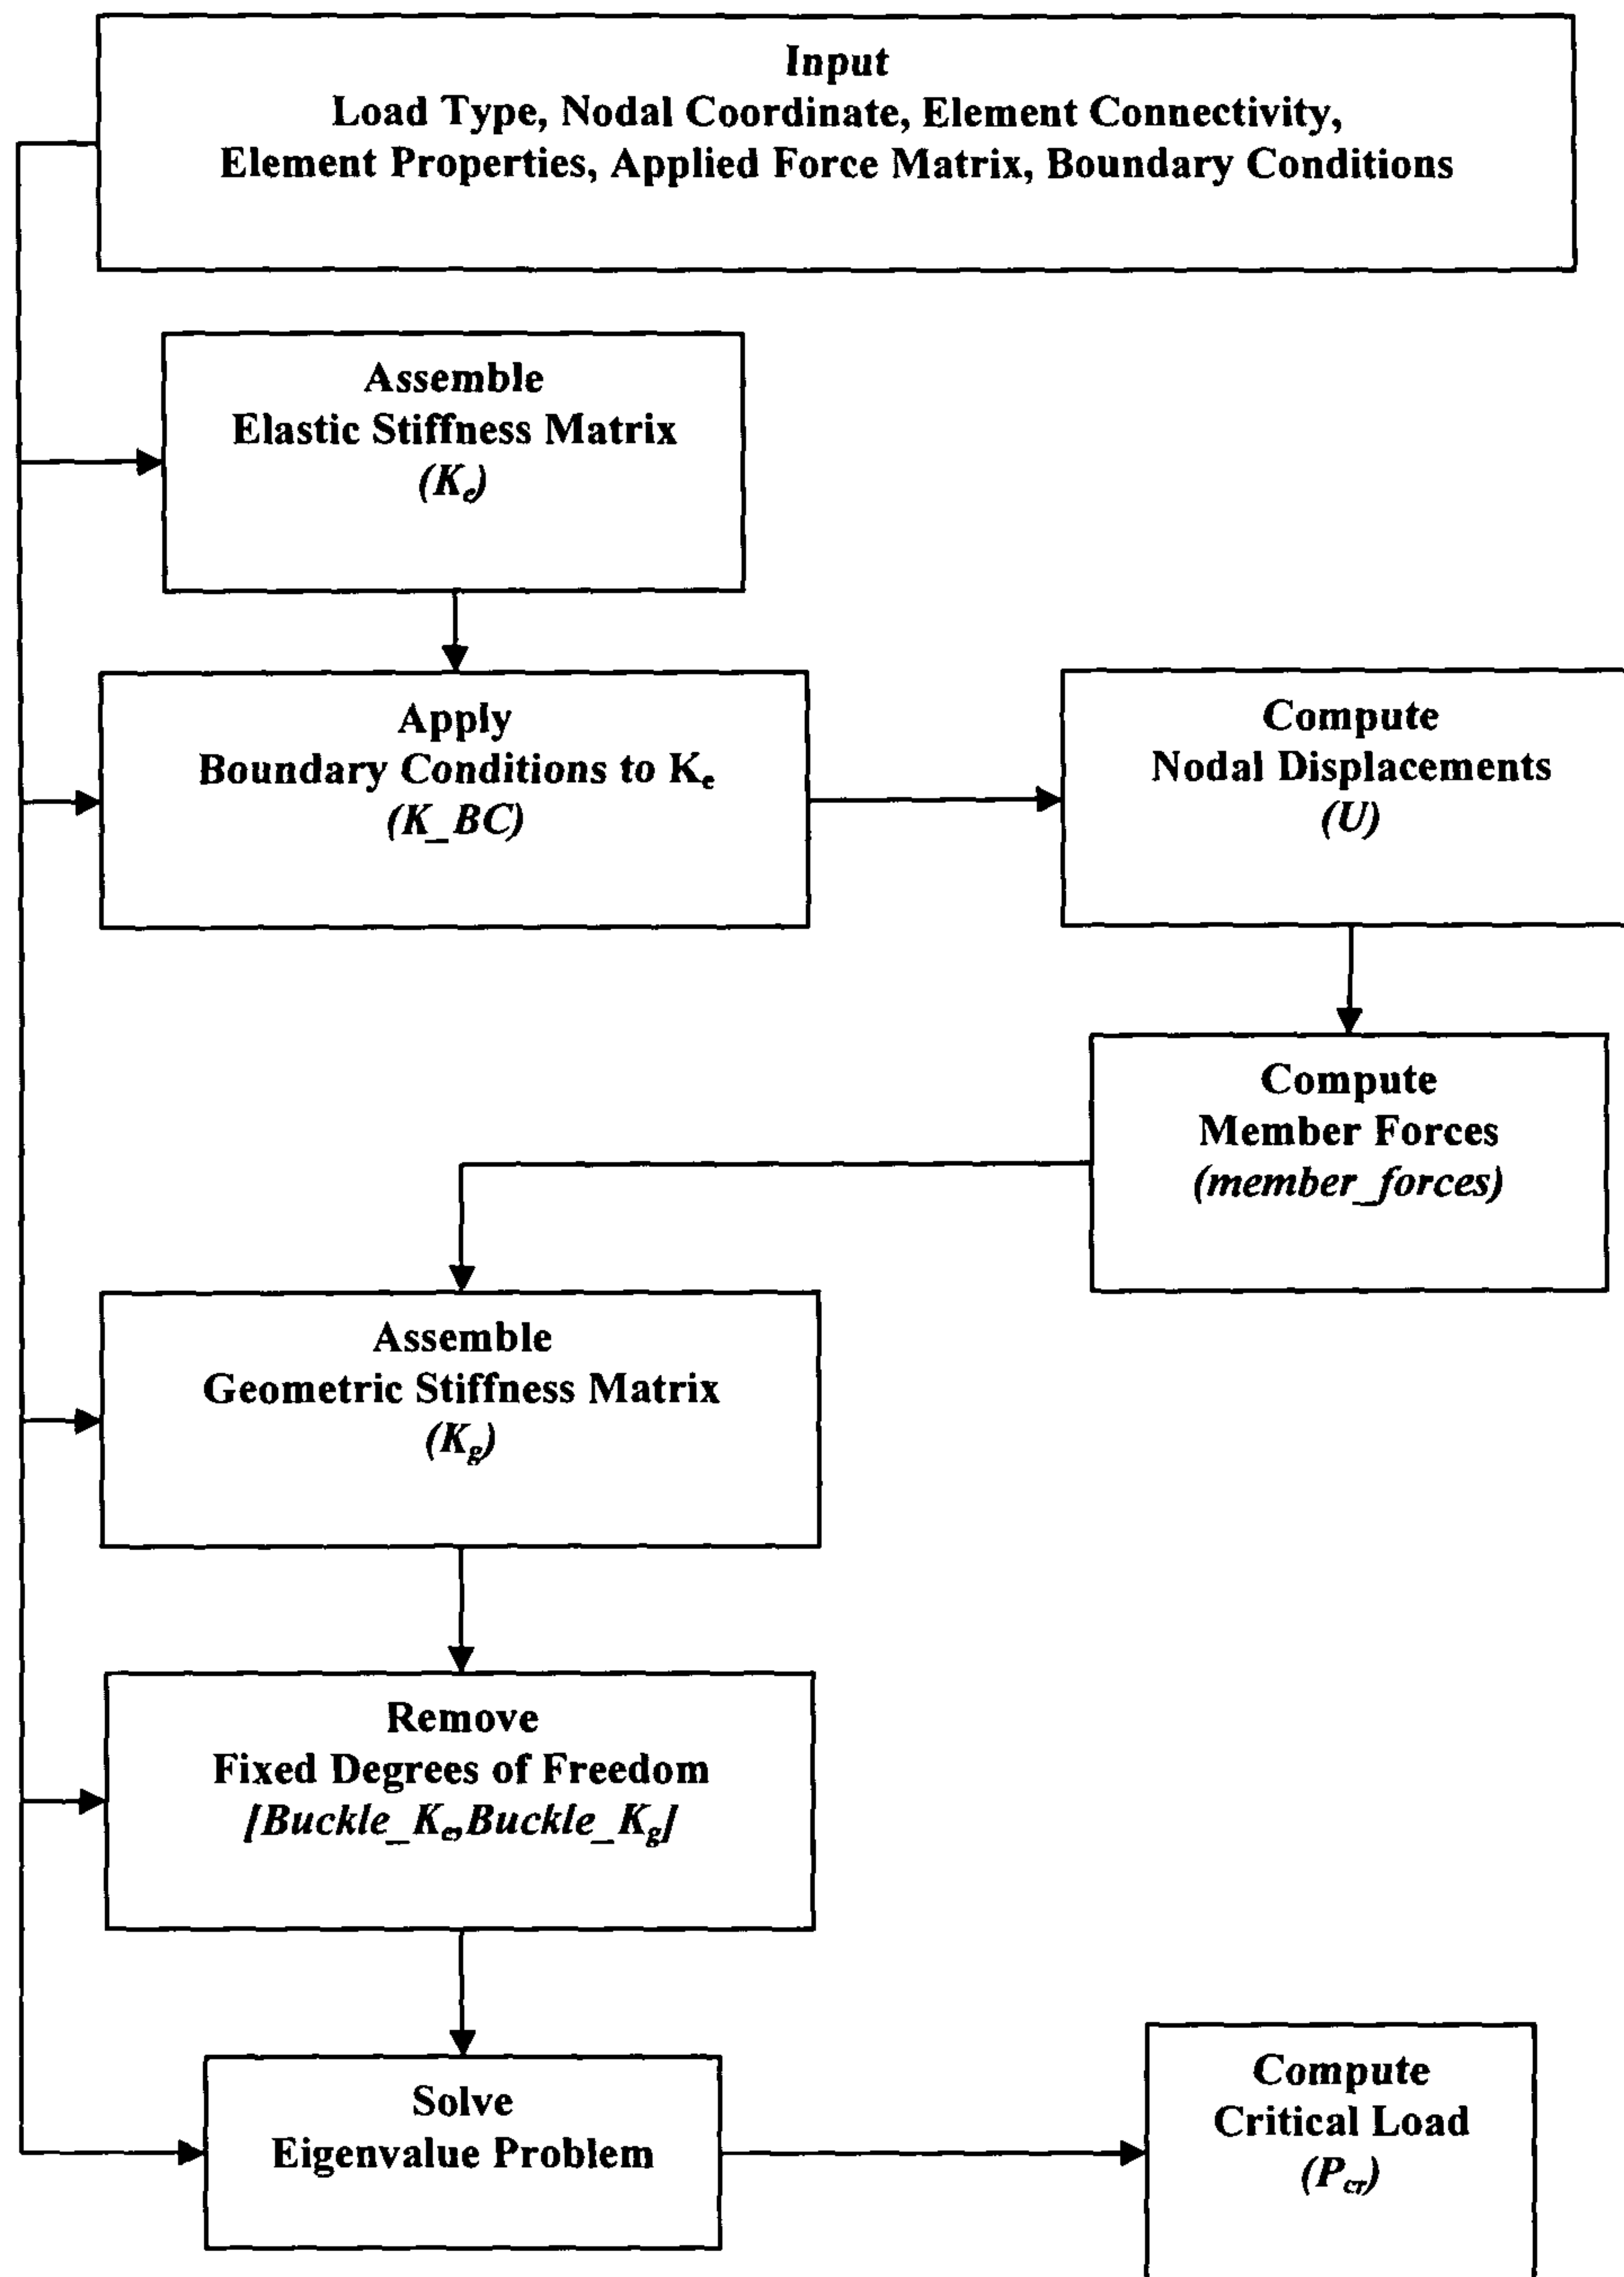 Input
Load Type, Nodal Coordinate, Element Connectivity,
Element Properties, Applied Force Matrix, Boundary Conditions
Assemble
Elastic Stiffness Matrix
(Ke)
Apply
Boundary Conditions to Ke
(K_BC)
Compute
Nodal Displacements
(U)
Compute
Member Forces
(member_forces)
Assemble
Geometric Stiffness Matrix
(Kg)
Remove
Fixed Degrees of Freedom
[Buckle_Ke,Buckle_Kg]
Solve
Eigenvalue Problem
Compute
Critical Load
(Pcr)